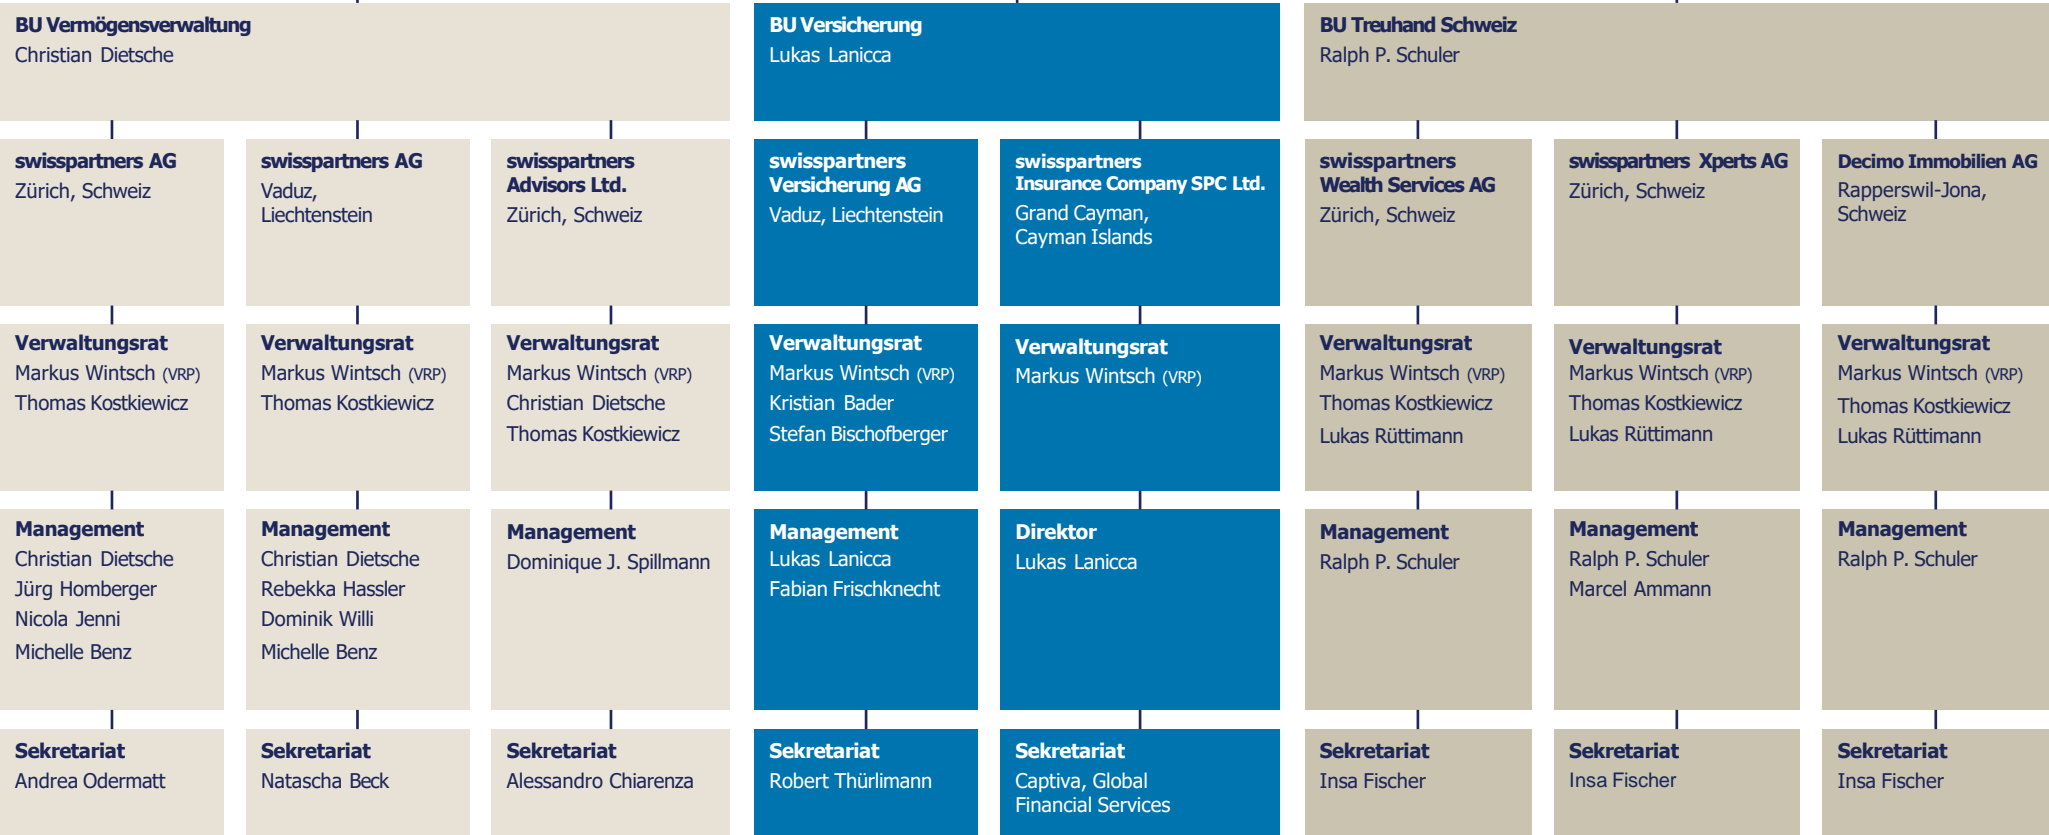 BU Vermögensverwaltung
Christian Dietsche
BU Versicherung
Lukas Lanicca
BU Treuhand Schweiz
Ralph P. Schuler
swisspartners AG
Zürich, Schweiz
swisspartners AG
Vaduz,
Liechtenstein
swisspartners
Advisors Ltd.
Zürich, Schweiz
swisspartners
Versicherung AG
Vaduz, Liechtenstein
swisspartners
Insurance Company SPC Ltd.
Grand Cayman,
Cayman Islands
swisspartners
Wealth Services AG
Zürich, Schweiz
swisspartners Xperts AG
Zürich, Schweiz
Decimo Immobilien AG
Rapperswil-Jona,
Schweiz
Verwaltungsrat
Markus Wintsch (VRP)
Thomas Kostkiewicz
Verwaltungsrat
Markus Wintsch (VRP)
Thomas Kostkiewicz
Verwaltungsrat
Markus Wintsch (VRP)
Christian Dietsche
Thomas Kostkiewicz
Verwaltungsrat
Markus Wintsch (VRP)
Kristian Bader
Stefan Bischofberger
Verwaltungsrat
Markus Wintsch (VRP)
Verwaltungsrat
Markus Wintsch (VRP)
Thomas Kostkiewicz
Lukas Rüttimann
Verwaltungsrat
Markus Wintsch (VRP)
Thomas Kostkiewicz
Lukas Rüttimann
Verwaltungsrat
Markus Wintsch (VRP)
Thomas Kostkiewicz
Lukas Rüttimann
Management
Christian Dietsche
Jürg Homberger
Nicola Jenni
Michelle Benz
Management
Christian Dietsche
Rebekka Hassler
Dominik Willi
Michelle Benz
Management
Dominique J. Spillmann
Management
Lukas Lanicca
Fabian Frischknecht
Direktor
Lukas Lanicca
Management
Ralph P. Schuler
Management
Ralph P. Schuler
Marcel Ammann
Management
Ralph P. Schuler
Sekretariat
Andrea Odermatt
Sekretariat
Natascha Beck
Sekretariat
Alessandro Chiarenza
Sekretariat
Robert Thürlimann
Sekretariat
Captiva, Global
Financial Services
Sekretariat
Insa Fischer
Sekretariat
Insa Fischer
Sekretariat
Insa Fischer